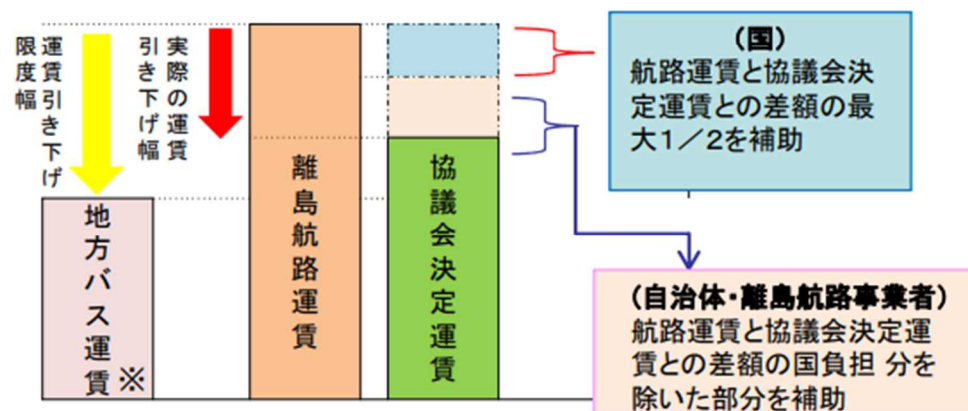 運賃引き下げ
限度幅
実際の運賃
引き下げ幅
地方バス運賃※
離島航路運賃
協議会決定運賃
（国）
航路運賃と協議会決
定運賃との差額の最
大1／2を補助
（自治体・離島航路事業者）
航路運賃と協議会決定運
賃との差額の国負担 分を
除いた部分を補助